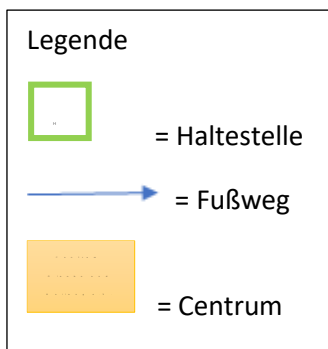 Legende
= Haltestelle
= Fußweg
= Centrum